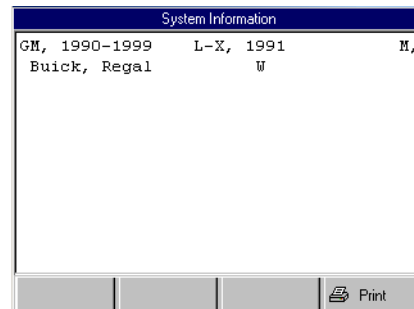 System Information
GM, 1990-1999 L-X, 1991 M,
Buick, Regal W
Print